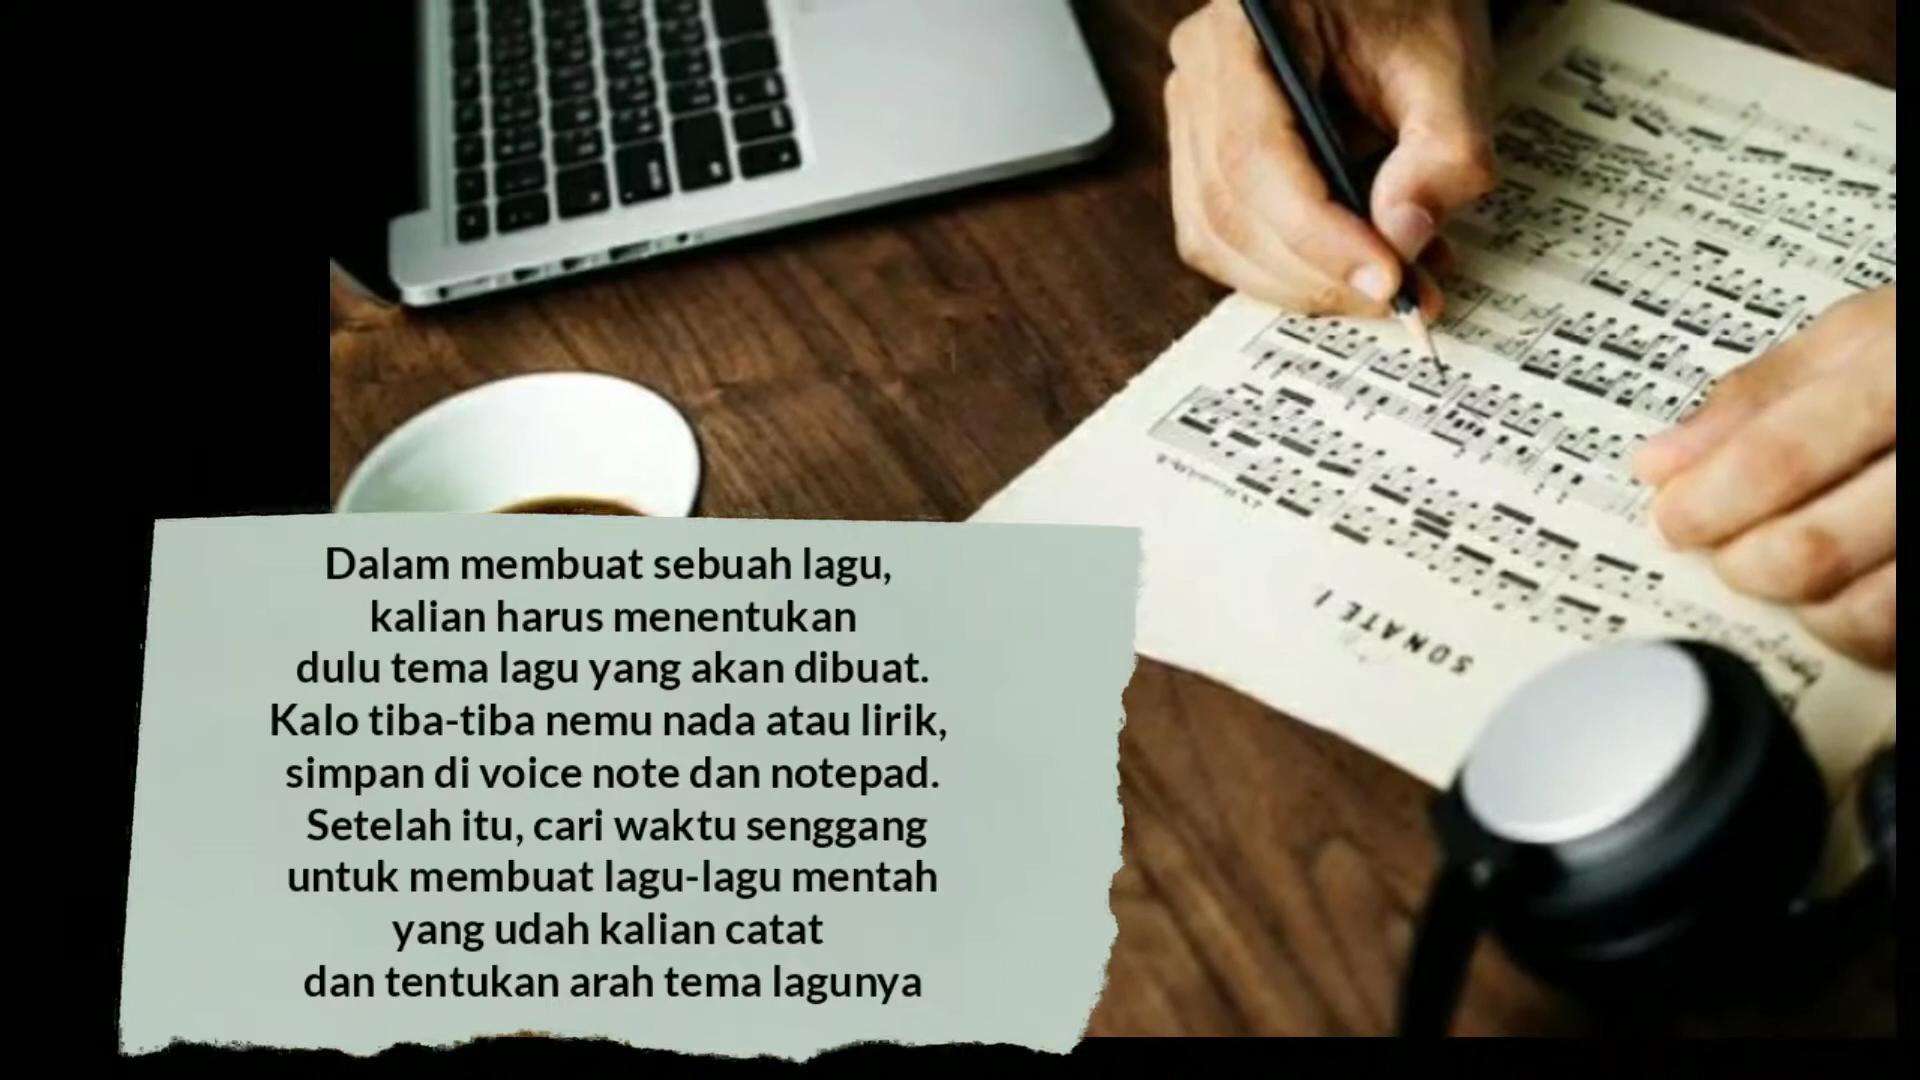 Dalam membuat sebuah lagu,
kalian harus menentukan
dulu tema lagu yang akan dibuat.
Kalo tiba-tiba nemu nada atau lirik,
simpan di voice note dan notepad.
Setelah itu, cari waktu senggang
untuk membuat lagu-lagu mentah
yang udah kalian catat
dan tentukan arah tema lagunya
SONATE I